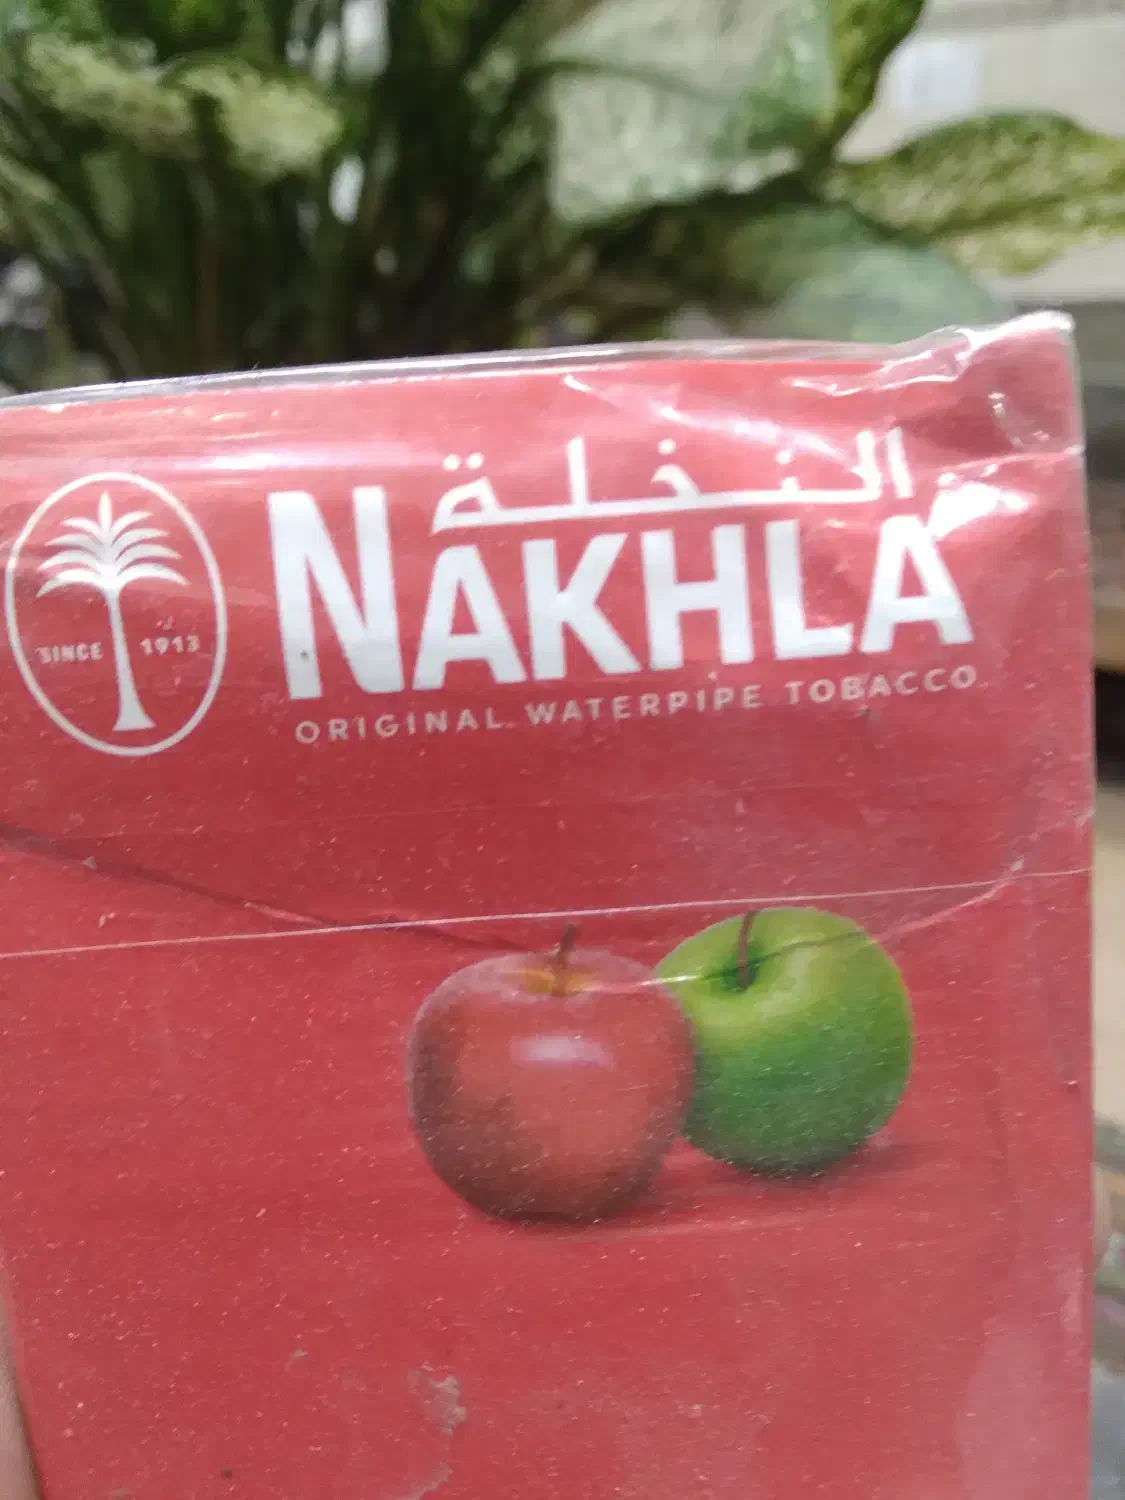 النخلة
NAKHLA
SINCE 1913
ORIGINAL WATERPIPE TOBACCO